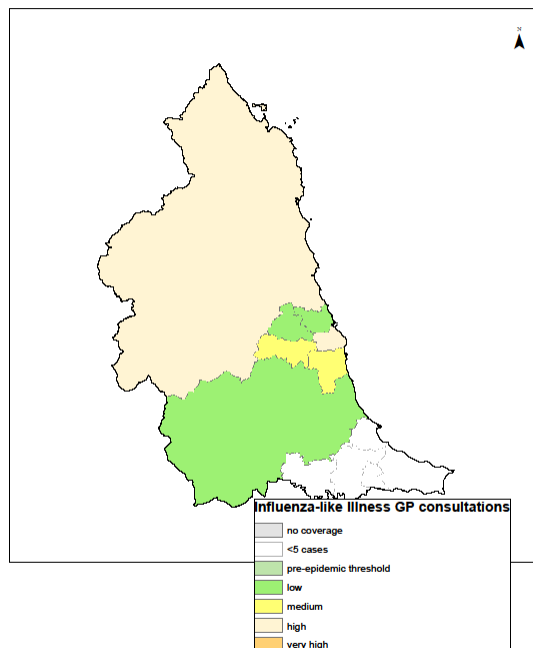 N
Influenza-like Illness GP consultations
no coverage
<5 cases
pre-epidemic threshold
low
medium
high
very high